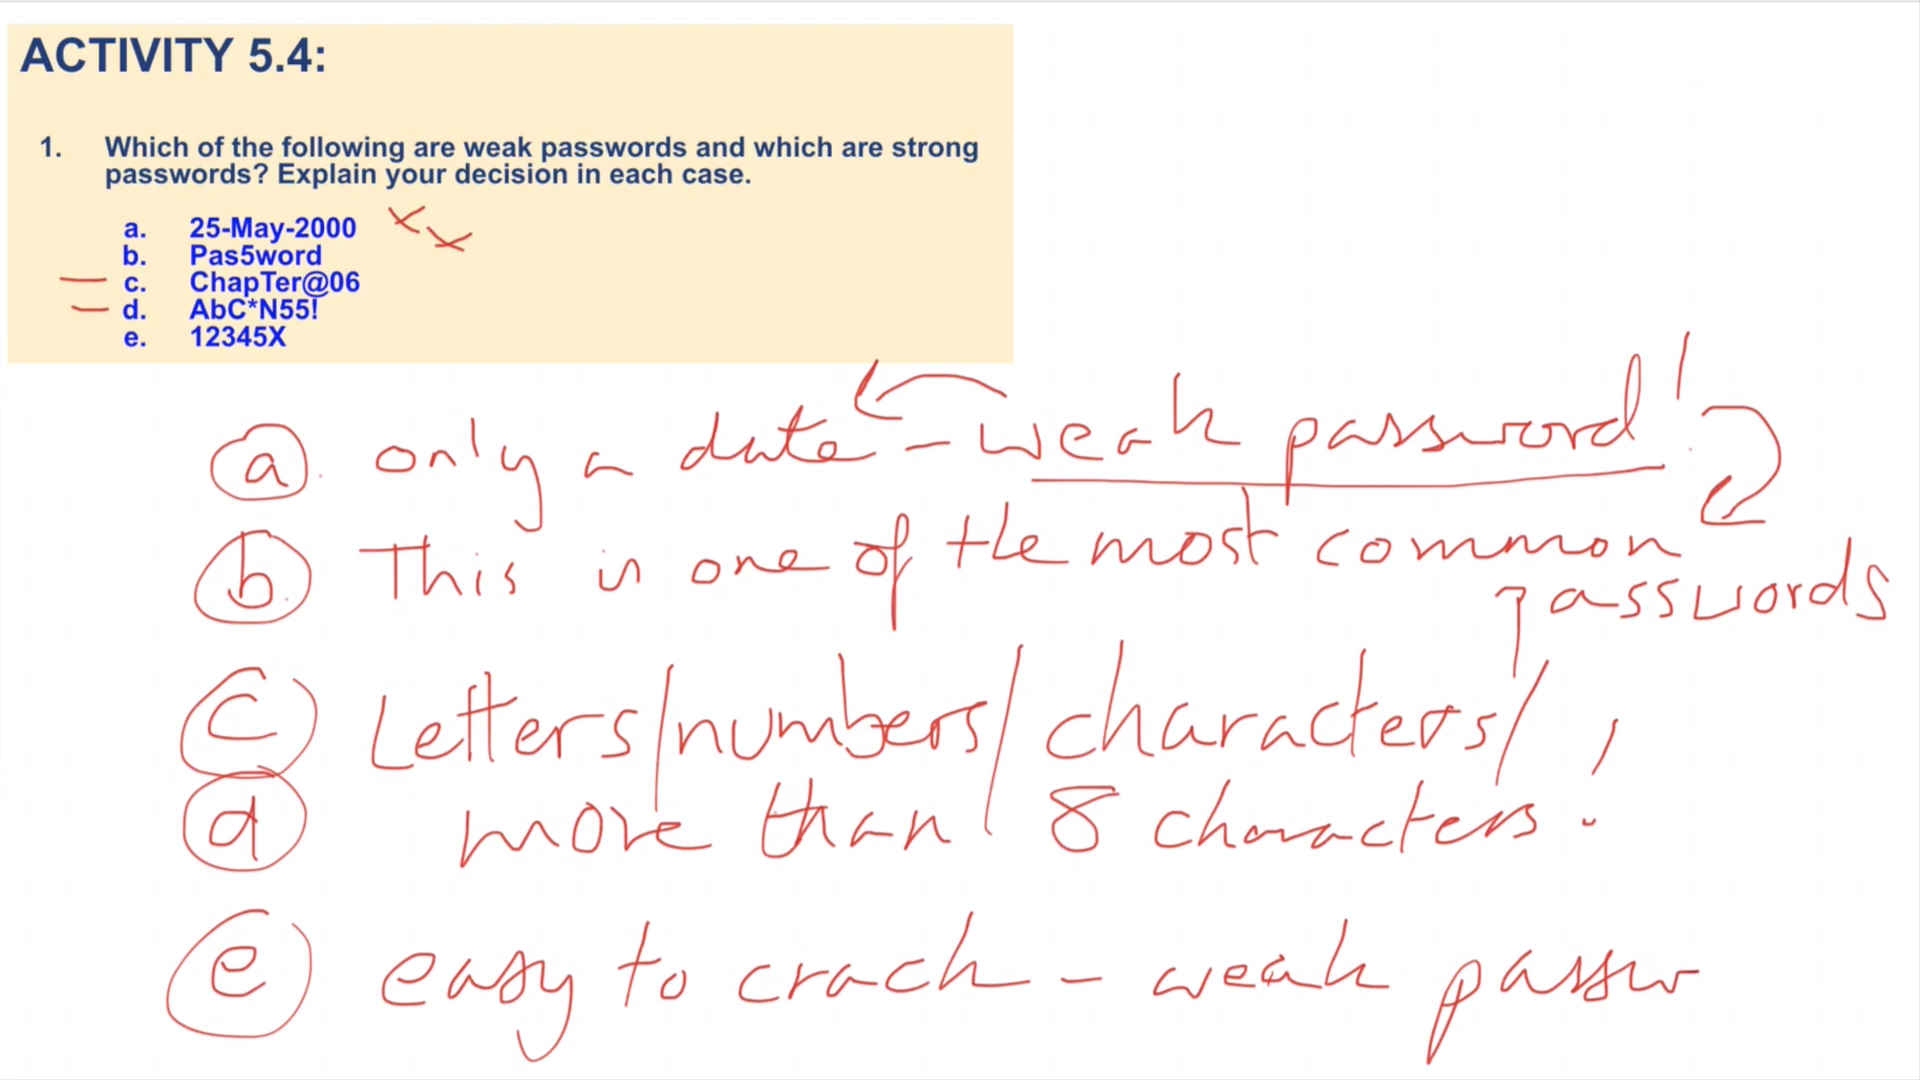 ACTIVITY 5.4:
1. Which of the following are weak passwords and which are strong
passwords? Explain your decision in each case.
a. 25-May-2000
b. Pas5word
c. ChapTer@06
d. AbC*N55!
e. 12345X
a. only a date - weak password!
b. This is one of the most common
passwords
c Letters/numbers/characters/,
d more than 8 characters.
e easy to crack - weak passw